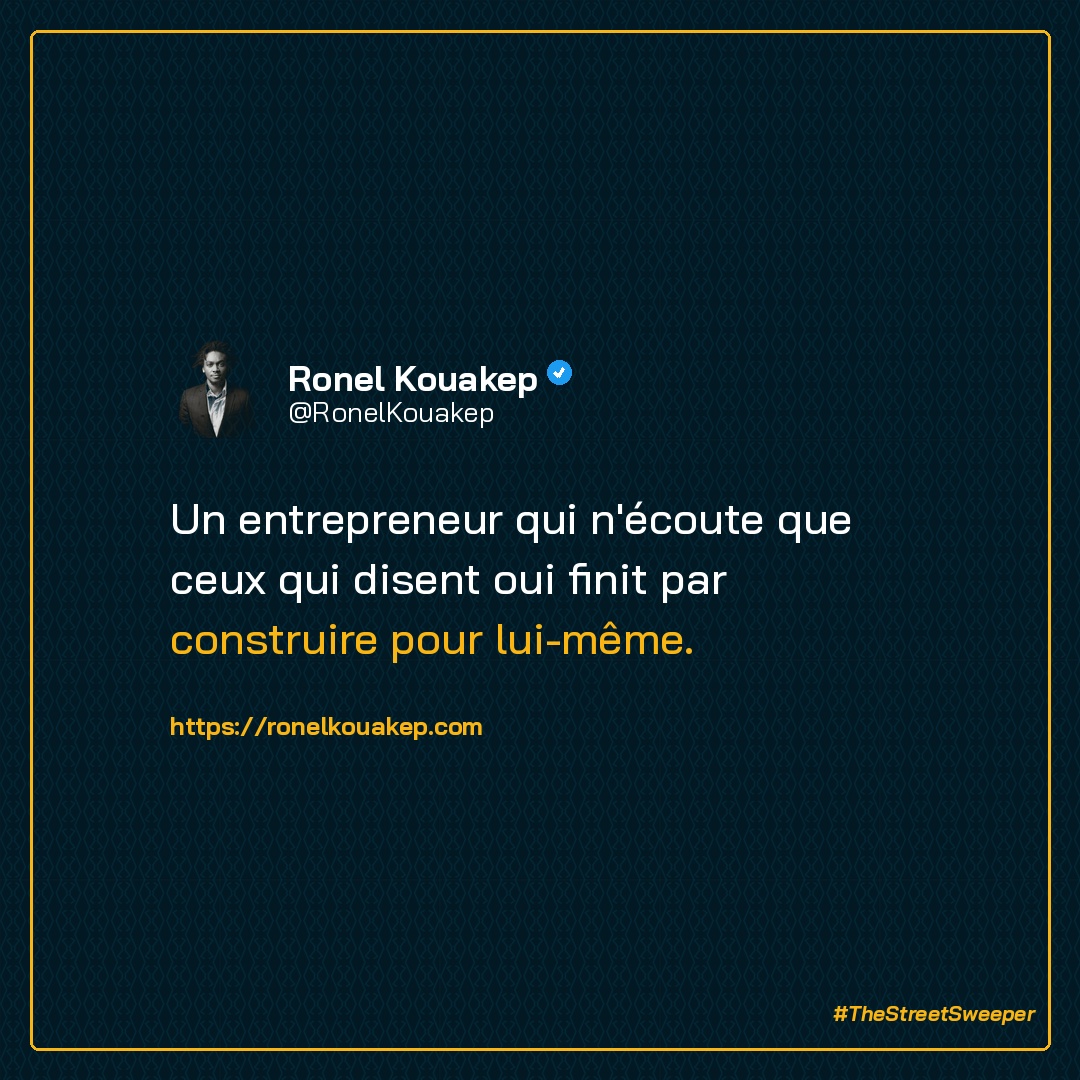 Ronel Kouakep
@RonelKouakep
Un entrepreneur qui n'écoute que
ceux qui disent oui finit par
construire pour lui-même.
https://ronelkouakep.com
#TheStreetSweeper